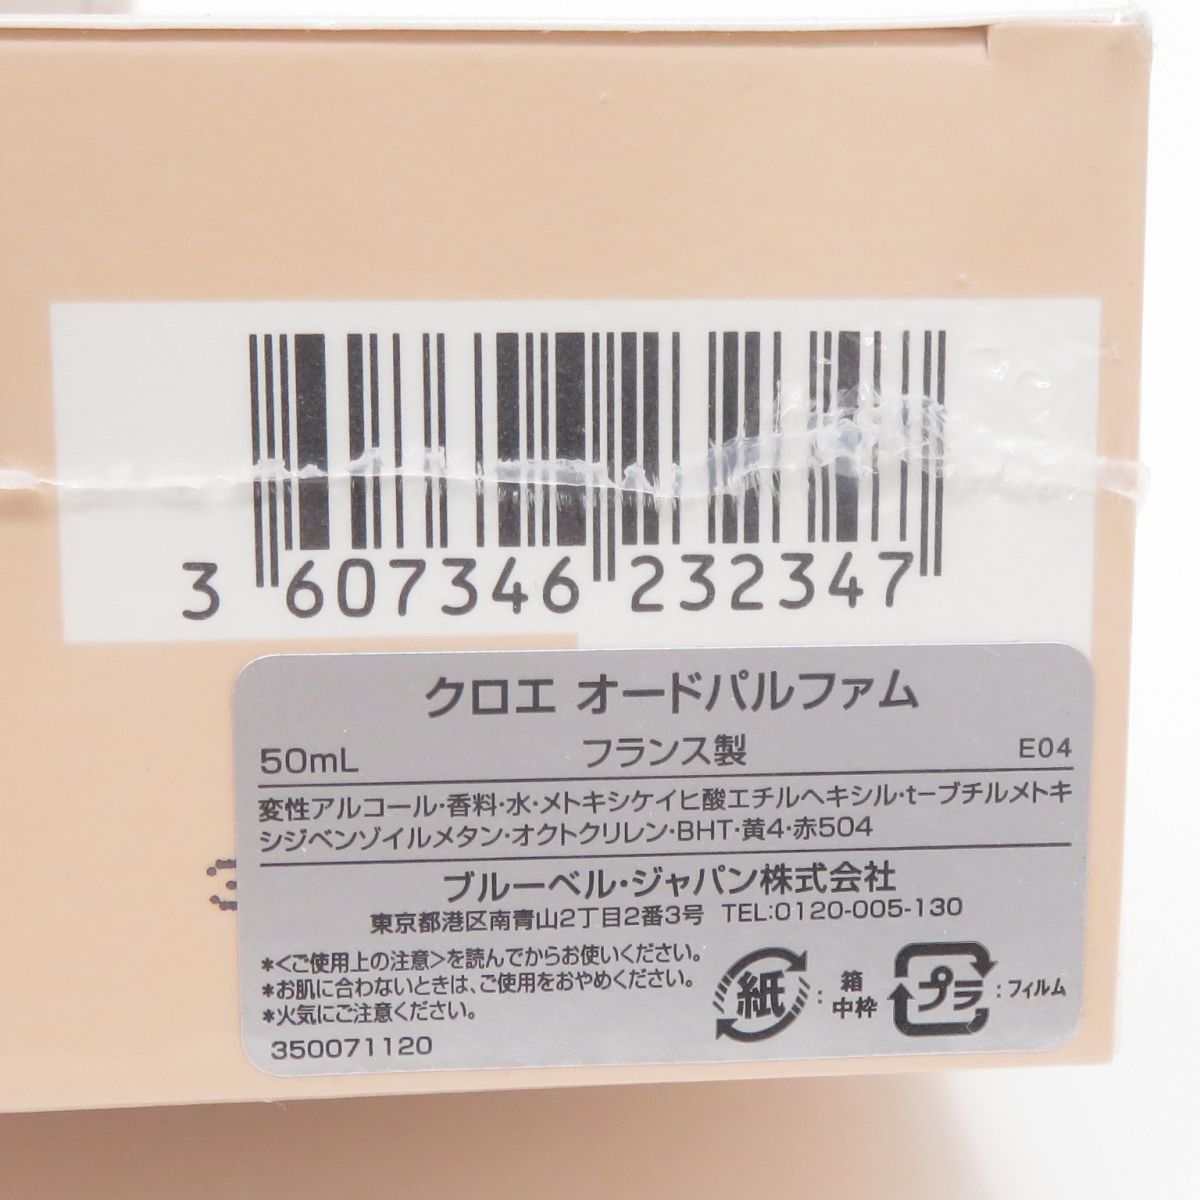 3 607346 232347
クロエ オードパルファム
50mL フランス製 E04
変性アルコール・香料・水・メトキシケイヒ酸エチルヘキシル・t-ブチルメトキ
シジベンゾイルメタン・オクトクリレン・BHT・黄4・赤504
ブルーベル・ジャパン株式会社
東京都港区南青山2丁目2番3号 TEL:0120-005-130
*<ご使用上の注意>を読んでからお使いください。
*お肌に合わないときは、ご使用をおやめください。
*火気にご注意ください。
350071120
紙 : 箱
中枠
プラ : フィルム